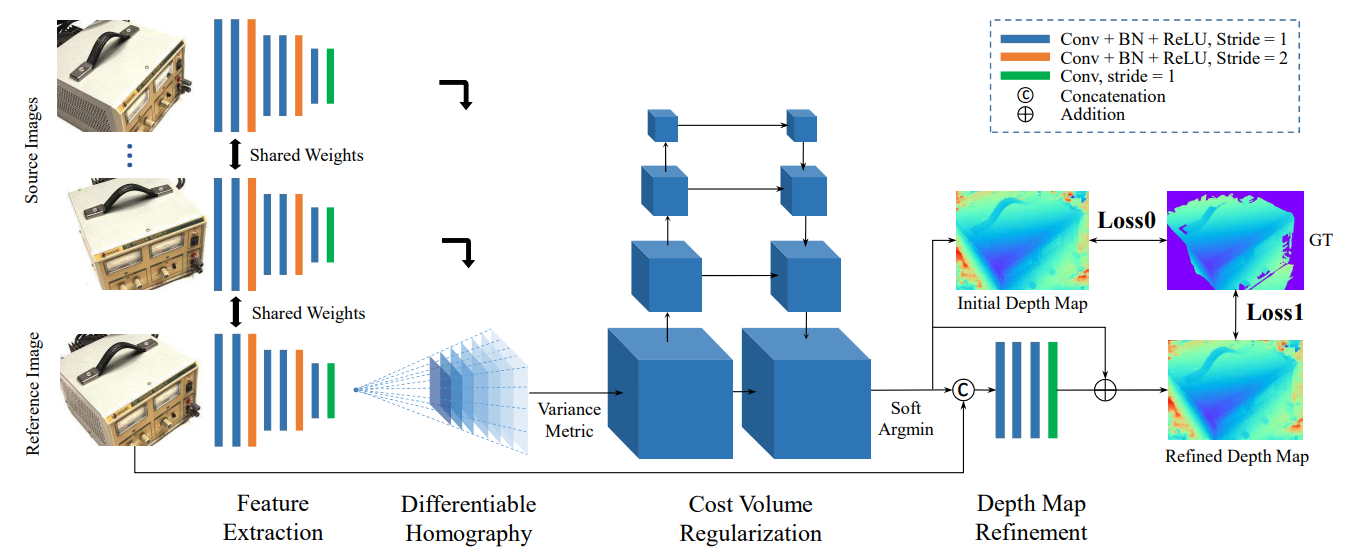 Source Images
Reference Image
Shared Weights
Shared Weights
Conv + BN + ReLU, Stride = 1
Conv + BN + ReLU, Stride = 2
Conv, stride = 1
C
Concatenation
Addition
Variance
Metric
Soft
Argmin
C
Initial Depth Map
Loss0
GT
Loss1
Refined Depth Map
Feature
Extraction
Differentiable
Homography
Cost Volume
Regularization
Depth Map
Refinement